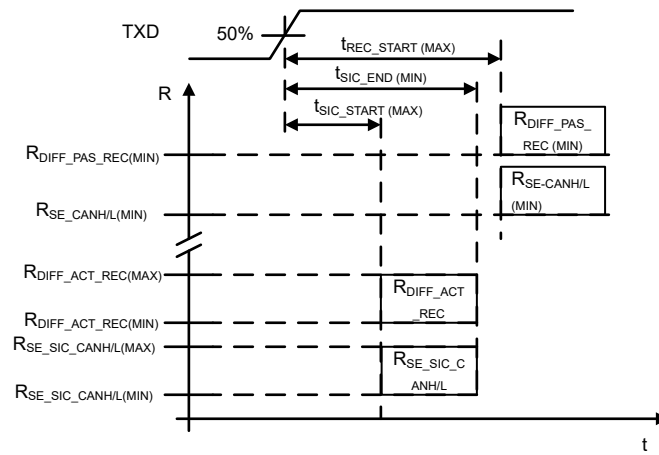 TXD
50%
tREC_START (MAX)
tSIC_END (MIN)
R
tSIC_START (MAX)
RDIFF_PAS_
REC (MIN)
RDIFF_PAS_REC(MIN)
RSE-CANH/L
(MIN)
RSE_CANH/L(MIN)
RDIFF_ACT_REC(MAX)
RDIFF_ACT
_REC
RDIFF_ACT_REC(MIN)
RSE_SIC_CANH/L(MAX)
RSE_SIC_C
ANH/L
RSE_SIC_CANH/L(MIN)
t